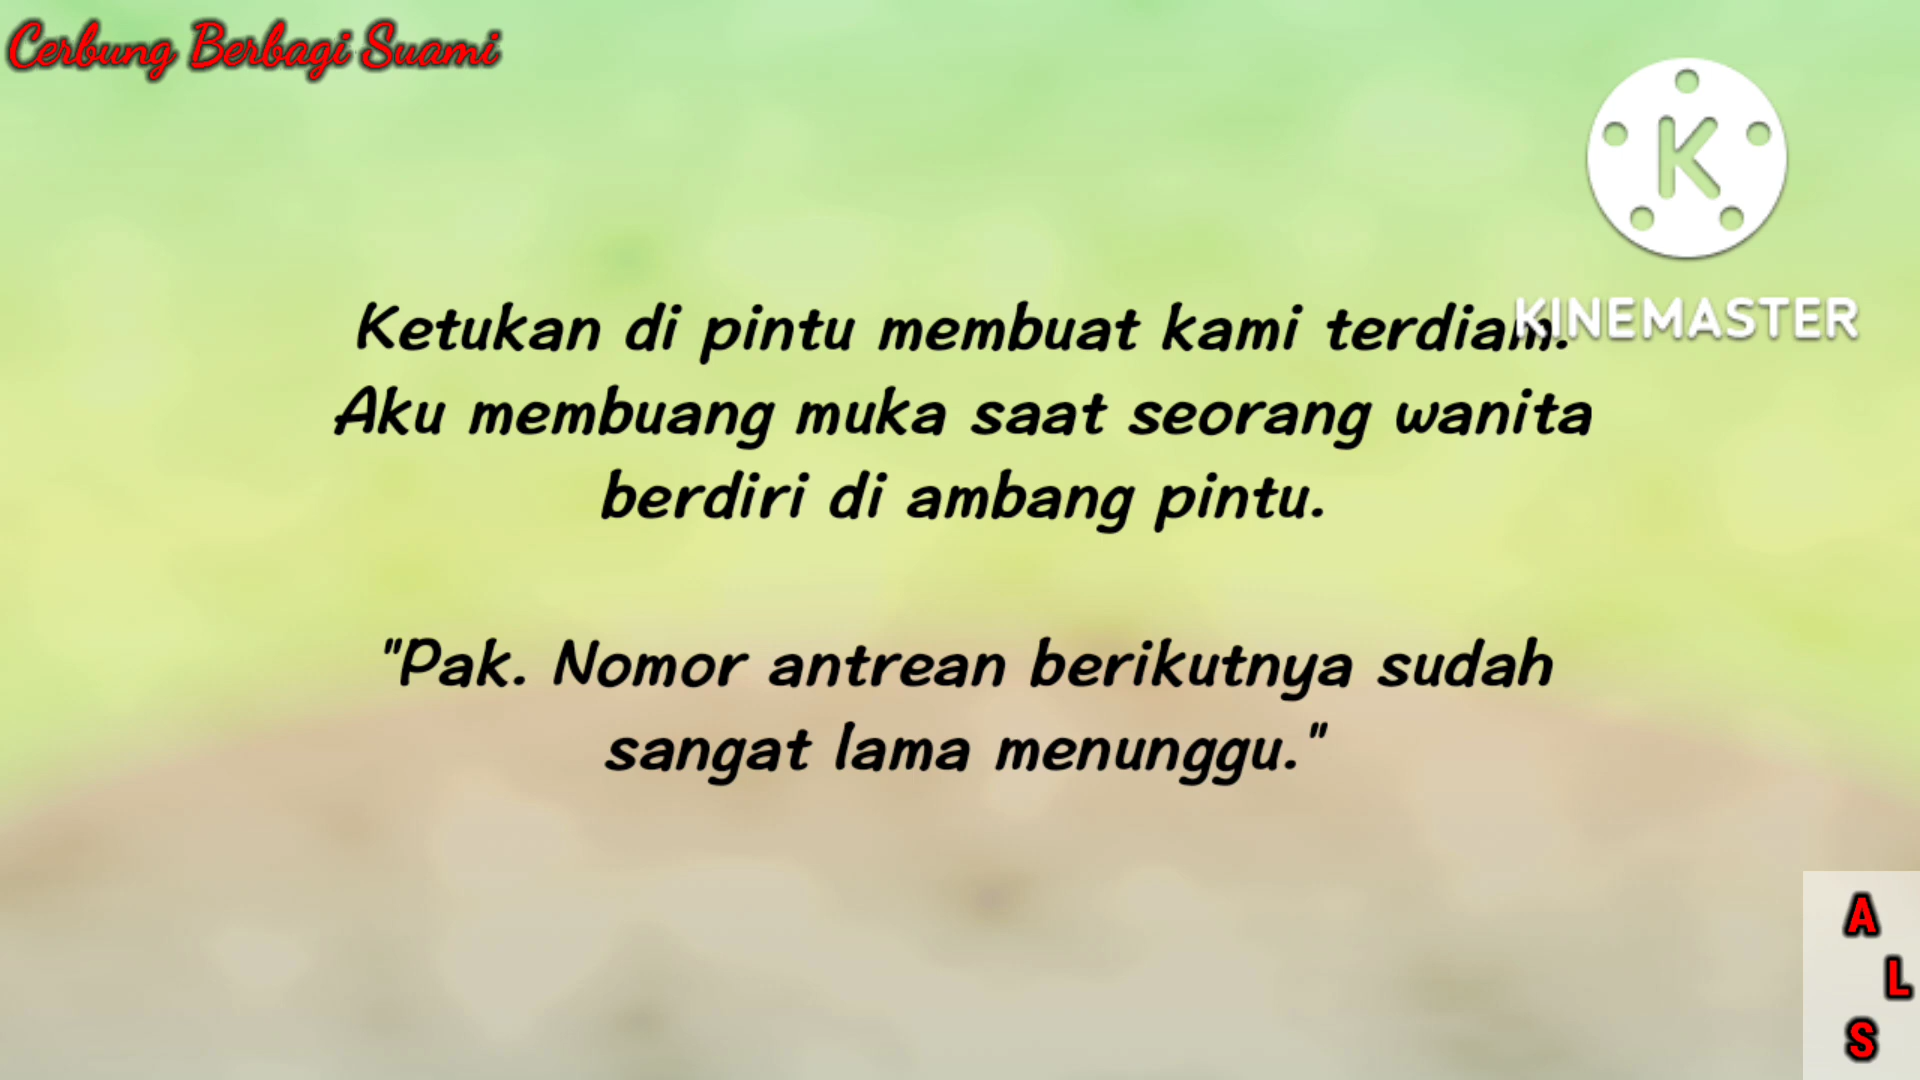 Cerbung Berbagi Suami
K
KINEMASTER
Ketukan di pintu membuat kami terdiam.
Aku membuang muka saat seorang wanita
berdiri di ambang pintu.
"Pak. Nomor antrean berikutnya sudah
sangat lama menunggu."
A
L
S